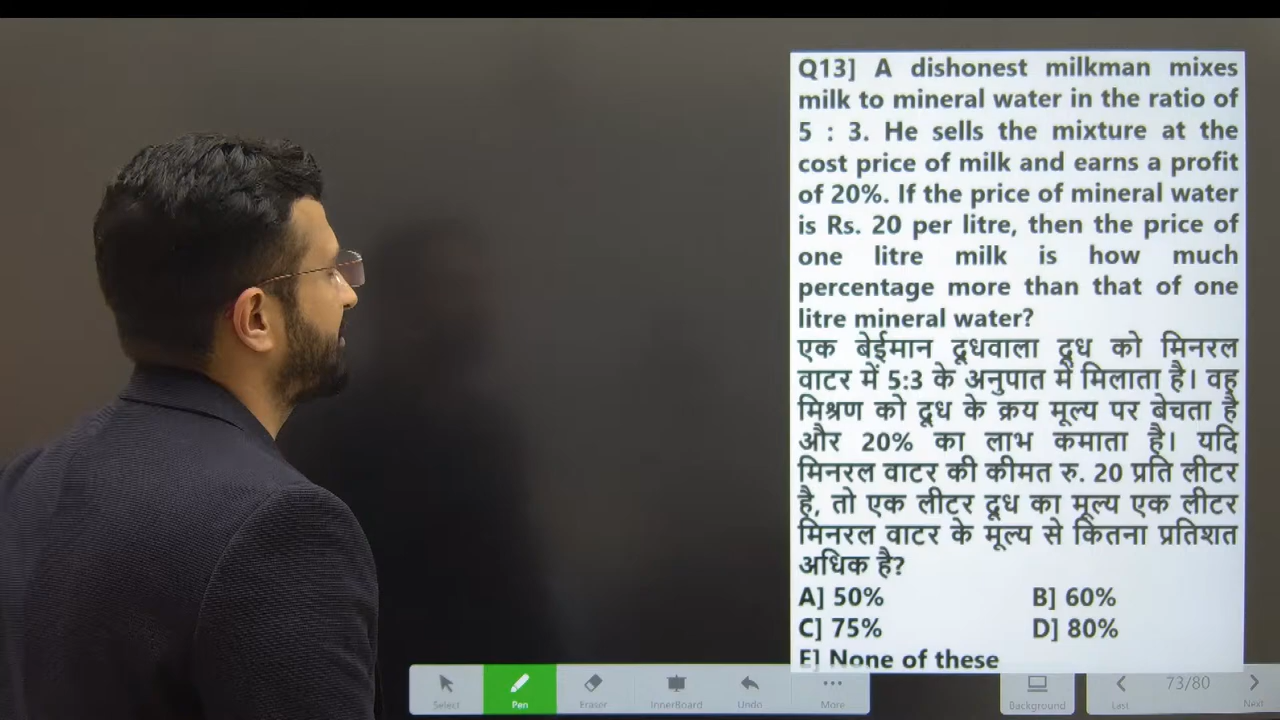 Q13] A dishonest milkman mixes
milk to mineral water in the ratio of
5 : 3. He sells the mixture at the
cost price of milk and earns a profit
of 20%. If the price of mineral water
is Rs. 20 per litre, then the price of
one litre milk is how much
percentage more than that of one
litre mineral water?
एक बेईमान दूधवाला दूध को मिनरल
वाटर में 5:3 के अनुपात में मिलाता है। वह
मिश्रण को दूध के क्रय मूल्य पर बेचता है
और 20% का लाभ कमाता है। यदि
मिनरल वाटर की कीमत रु. 20 प्रति लीटर
है, तो एक लीटर दूध का मूल्य एक लीटर
मिनरल वाटर के मूल्य से कितना प्रतिशत
अधिक है?
A] 50% B] 60%
C] 75% D] 80%
E] None of these
Select Pen Eraser InnerBoard Undo More Background Last 73/80 Next